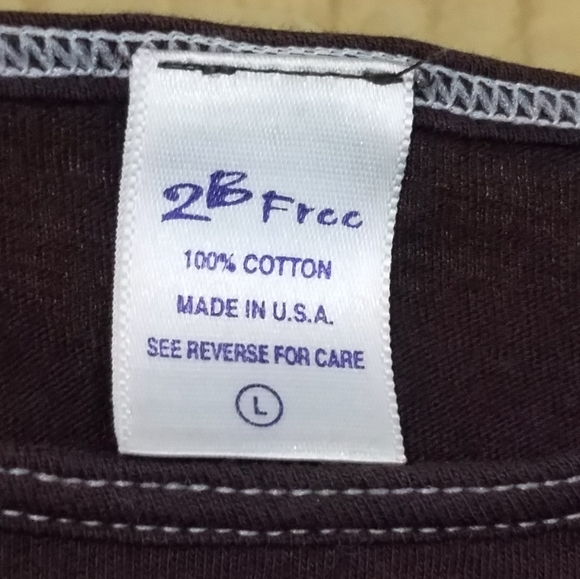 2B Free
100% COTTON
MADE IN U.S.A.
SEE REVERSE FOR CARE
L